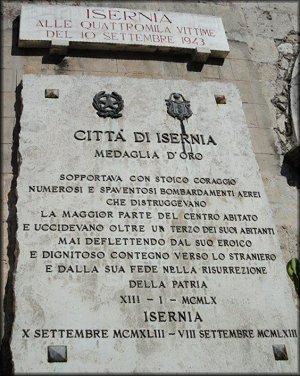 ISERNIA
ALLE QUATTROMILA VITTIME
DEL 10 SETTEMBRE 1943
CITTÀ DI ISERNIA
MEDAGLIA D'ORO
SOPPORTAVA CON STOICO CORAGGIO
NUMEROSI E SPAVENTOSI BOMBARDAMENTI AEREI
CHE DISTRUGGEVANO
LA MAGGIOR PARTE DEL CENTRO ABITATO
E UCCIDEVANO OLTRE UN TERZO DEI SUOI ABITANTI
MAI DEFLETTENDO DAL SUO EROICO
E DIGNITOSO CONTEGNO VERSO LO STRANIERO
E DALLA SUA FEDE NELLA RISURREZIONE
DELLA PATRIA
XIII - I - MCMLX
ISERNIA
X SETTEMBRE MCMXLIII - VIII SETTEMBRE MCMLXIII